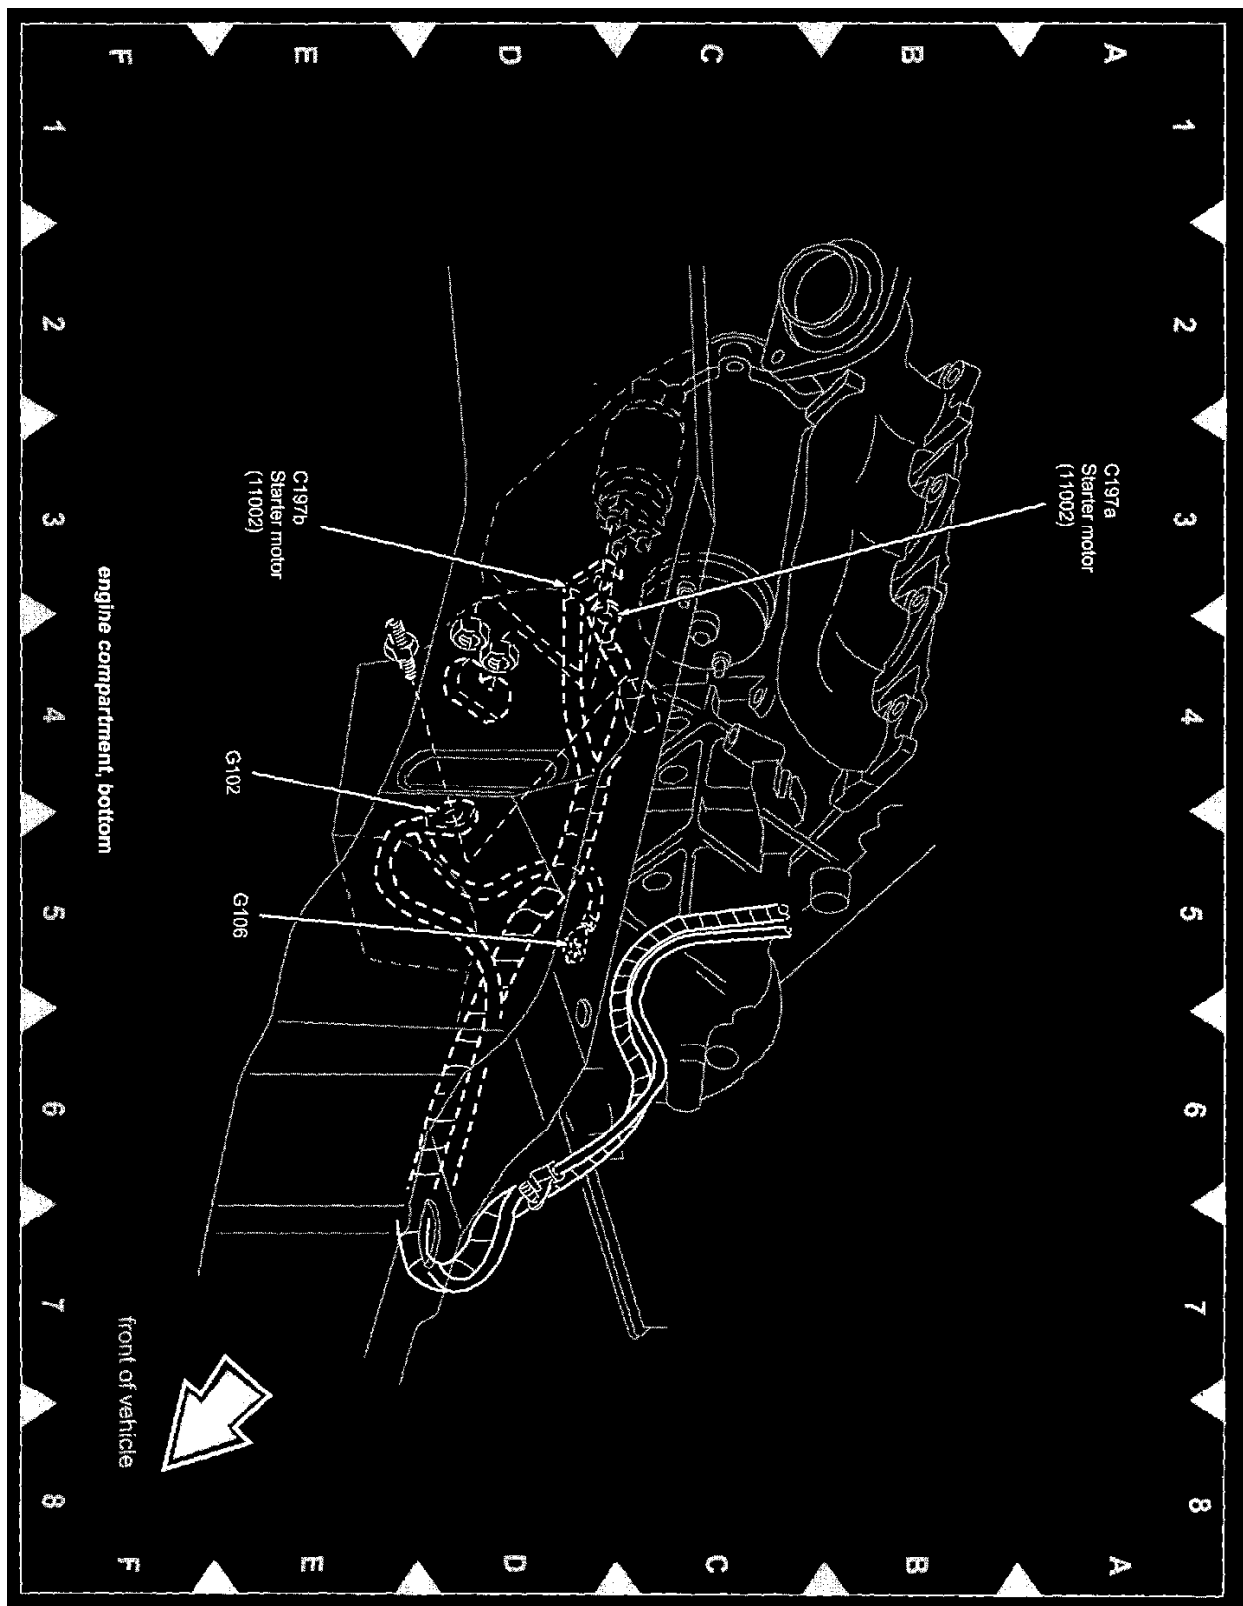 1 2 3 4 5 6 7 8
A A
B B
C C
D D
E E
F F
C197a
Starter motor
(11002)
C197b
Starter motor
(11002)
G102
G106
engine compartment, bottom
front of vehicle
1 2 3 4 5 6 7 8